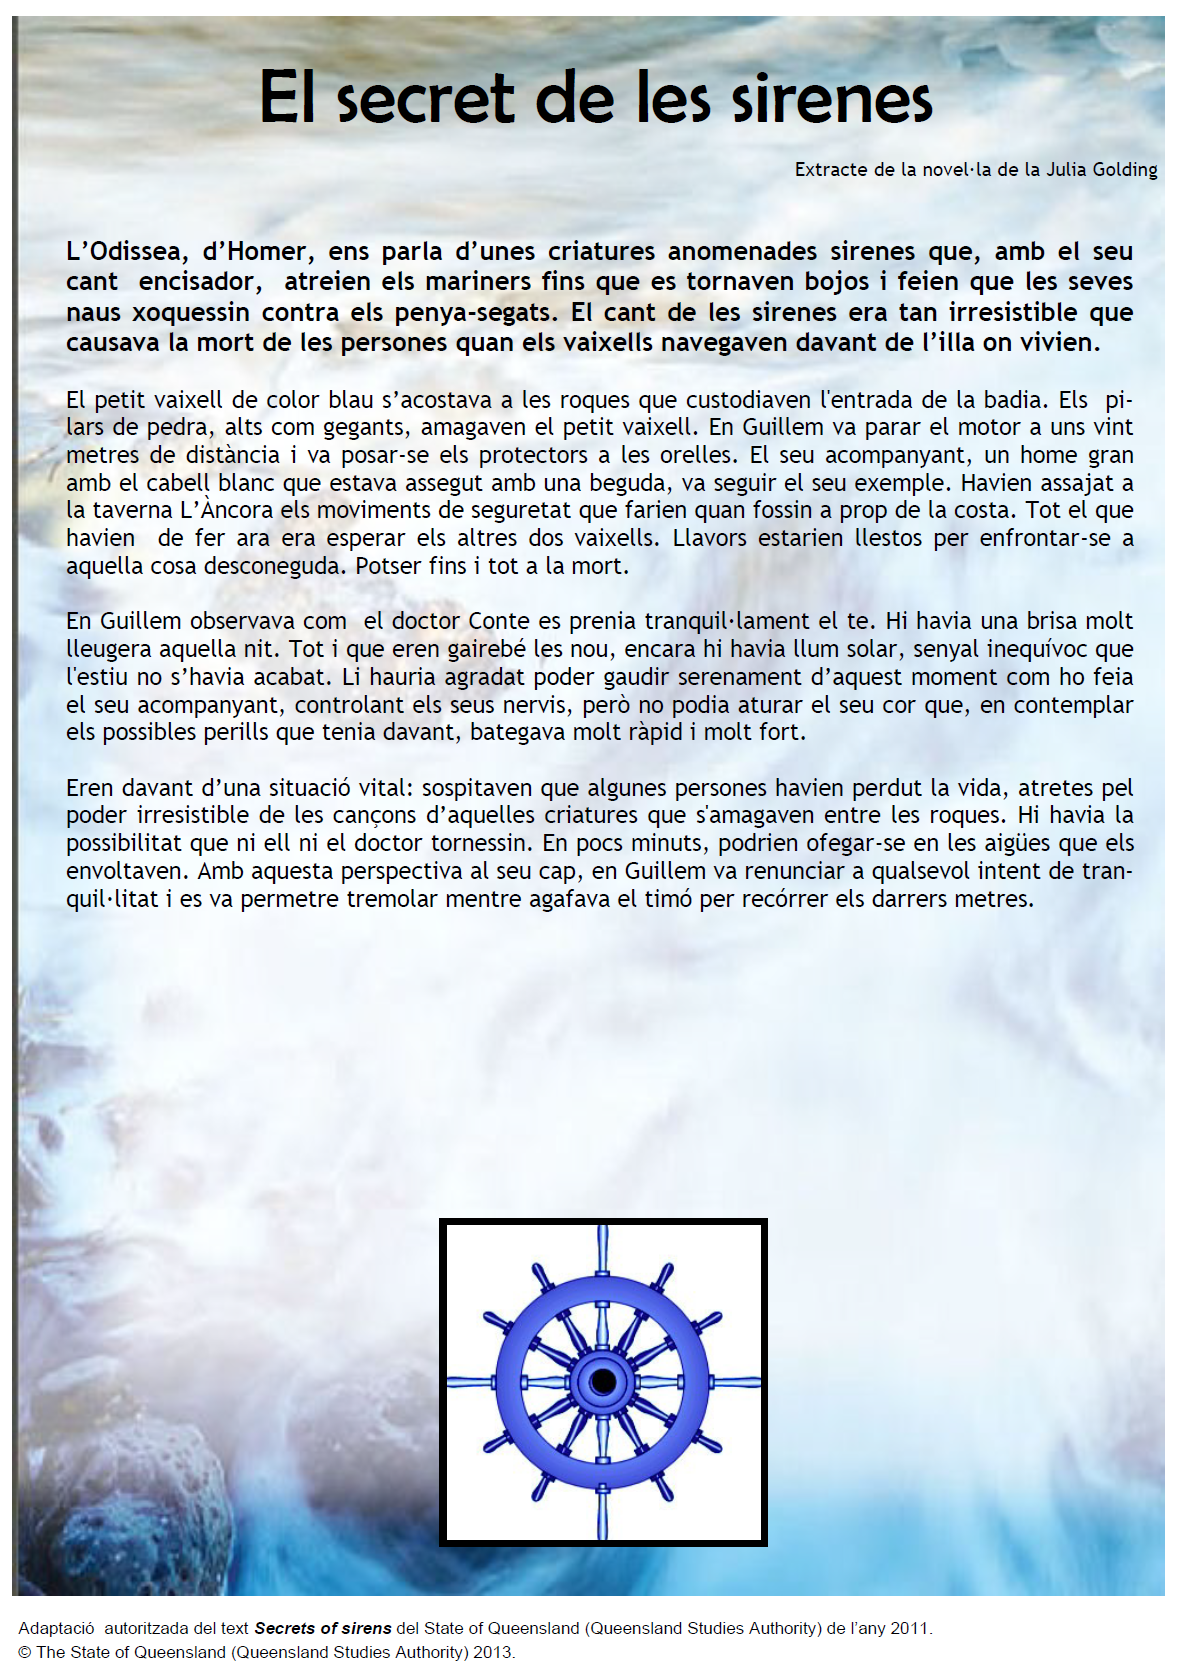 El secret de les sirenes
Extracte de la novel·la de la Julia Golding
L’Odissea, d’Homer, ens parla d’unes criatures anomenades sirenes que, amb el seu
cant encisador, atreien els mariners fins que es tornaven bojos i feien que les seves
naus xoquessin contra els penya-segats. El cant de les sirenes era tan irresistible que
causava la mort de les persones quan els vaixells navegaven davant de l’illa on vivien.
El petit vaixell de color blau s’acostava a les roques que custodiaven l'entrada de la badia. Els pi-
lars de pedra, alts com gegants, amagaven el petit vaixell. En Guillem va parar el motor a uns vint
metres de distància i va posar-se els protectors a les orelles. El seu acompanyant, un home gran
amb el cabell blanc que estava assegut amb una beguda, va seguir el seu exemple. Havien assajat a
la taverna L’Àncora els moviments de seguretat que farien quan fossin a prop de la costa. Tot el que
havien de fer ara era esperar els altres dos vaixells. Llavors estarien llestos per enfrontar-se a
aquella cosa desconeguda. Potser fins i tot a la mort.
En Guillem observava com el doctor Conte es prenia tranquil·lament el te. Hi havia una brisa molt
lleugera aquella nit. Tot i que eren gairebé les nou, encara hi havia llum solar, senyal inequívoc que
l'estiu no s’havia acabat. Li hauria agradat poder gaudir serenament d’aquest moment com ho feia
el seu acompanyant, controlant els seus nervis, però no podia aturar el seu cor que, en contemplar
els possibles perills que tenia davant, bategava molt ràpid i molt fort.
Eren davant d’una situació vital: sospitaven que algunes persones havien perdut la vida, atretes pel
poder irresistible de les cançons d’aquelles criatures que s'amagaven entre les roques. Hi havia la
possibilitat que ni ell ni el doctor tornessin. En pocs minuts, podrien ofegar-se en les aigües que els
envoltaven. Amb aquesta perspectiva al seu cap, en Guillem va renunciar a qualsevol intent de tran-
quil·litat i es va permetre tremolar mentre agafava el timó per recórrer els darrers metres.
Adaptació autoritzada del text Secrets of sirens del State of Queensland (Queensland Studies Authority) de l’any 2011.
© The State of Queensland (Queensland Studies Authority) 2013.